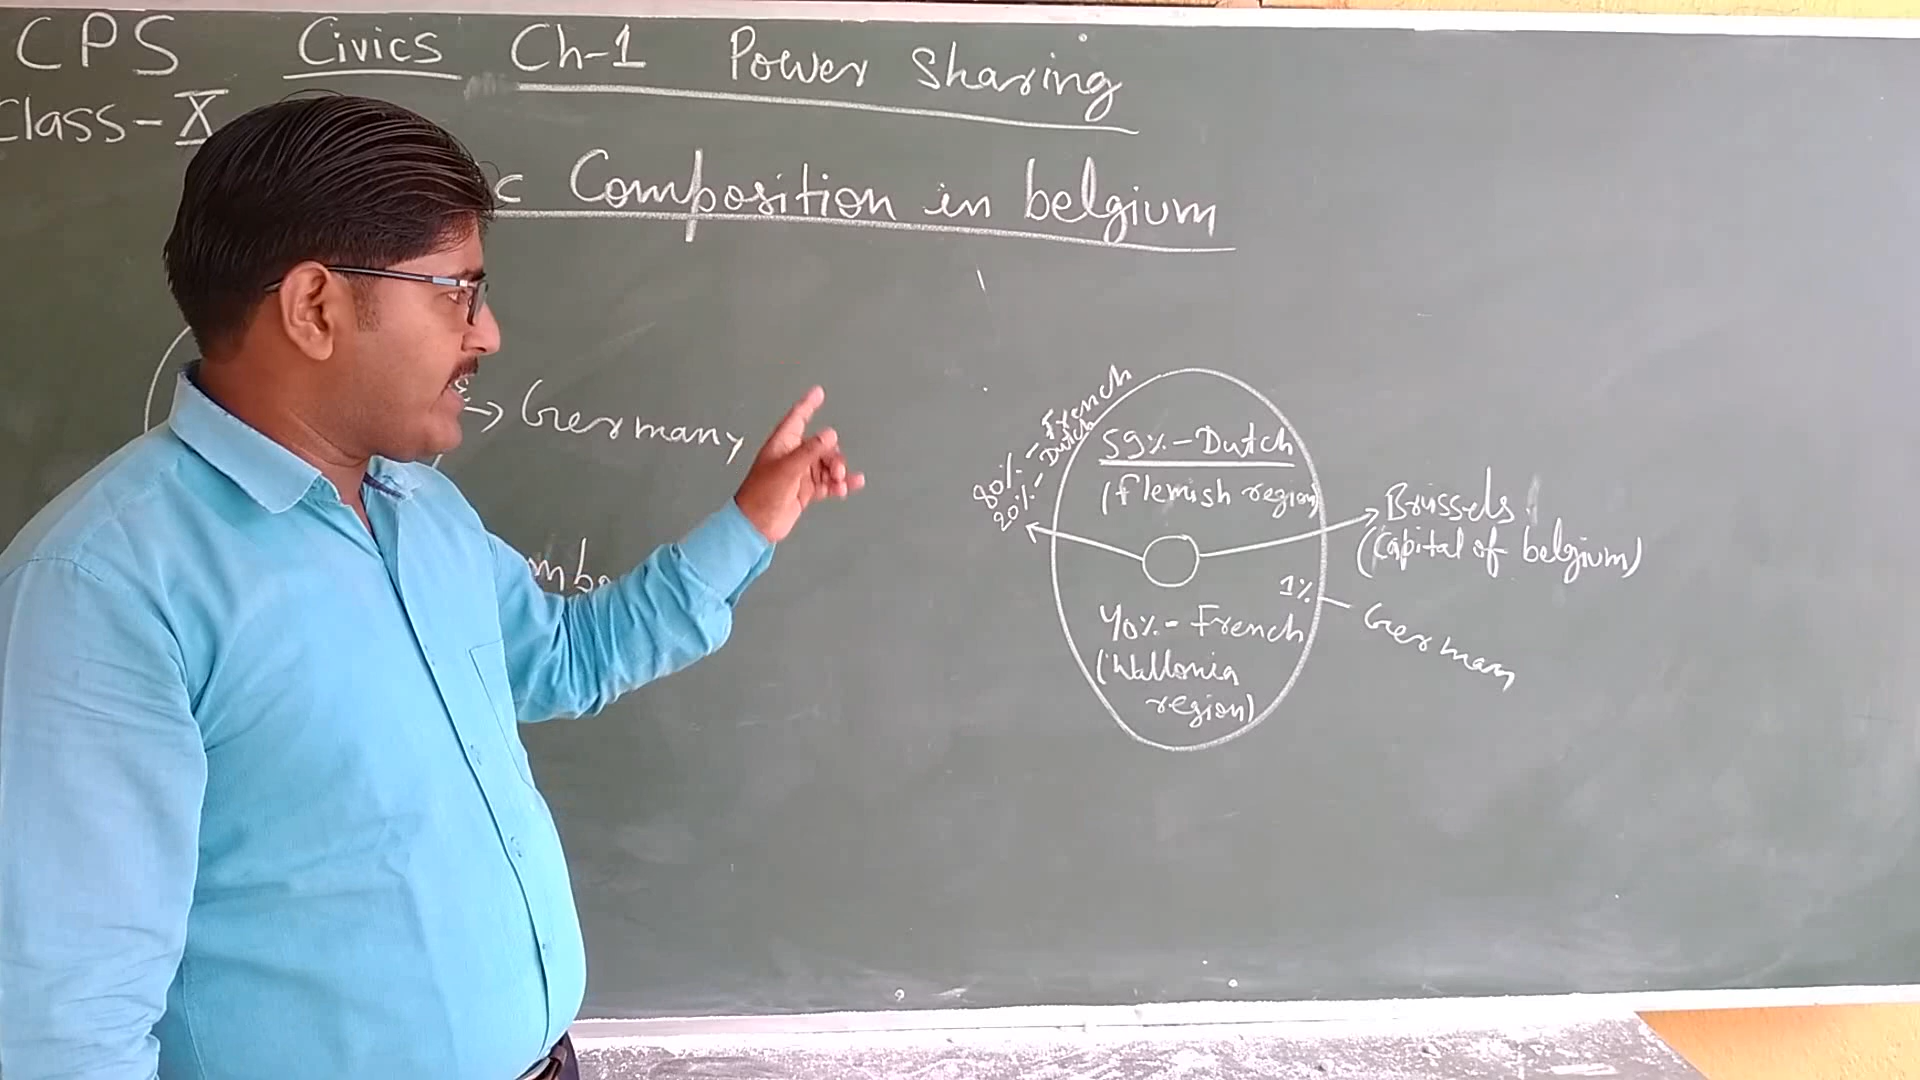 CPS Civics Ch-1 Power Sharing
Class-X
Composition in belgium
Germany
80%- French
20%- Dutch
59%-Dutch
(flemish region)
Brussels
(Capital of belgium)
1%
German
40%- French
(Wallonia
region)